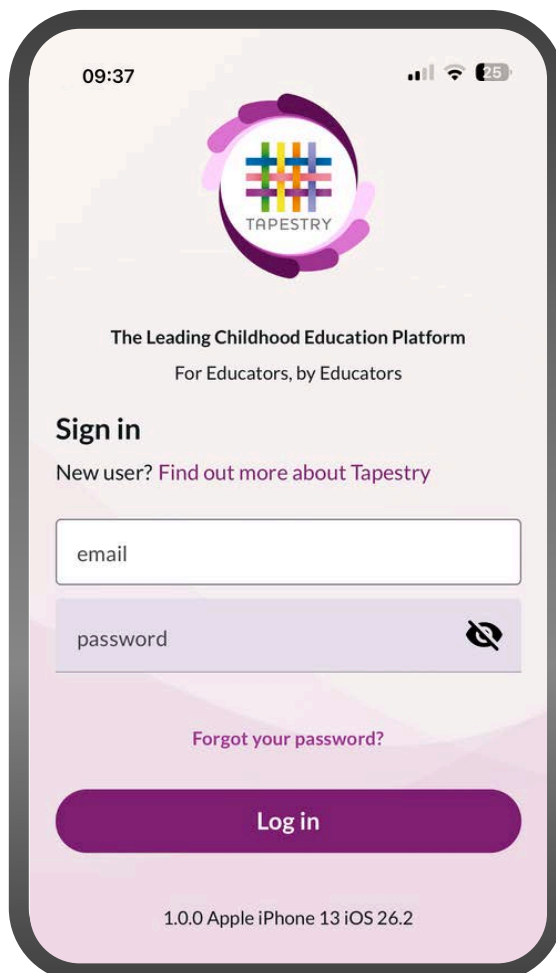 09:37
25
TAPESTRY
The Leading Childhood Education Platform
For Educators, by Educators
Sign in
New user? Find out more about Tapestry
email
password
Forgot your password?
Log in
1.0.0 Apple iPhone 13 iOS 26.2